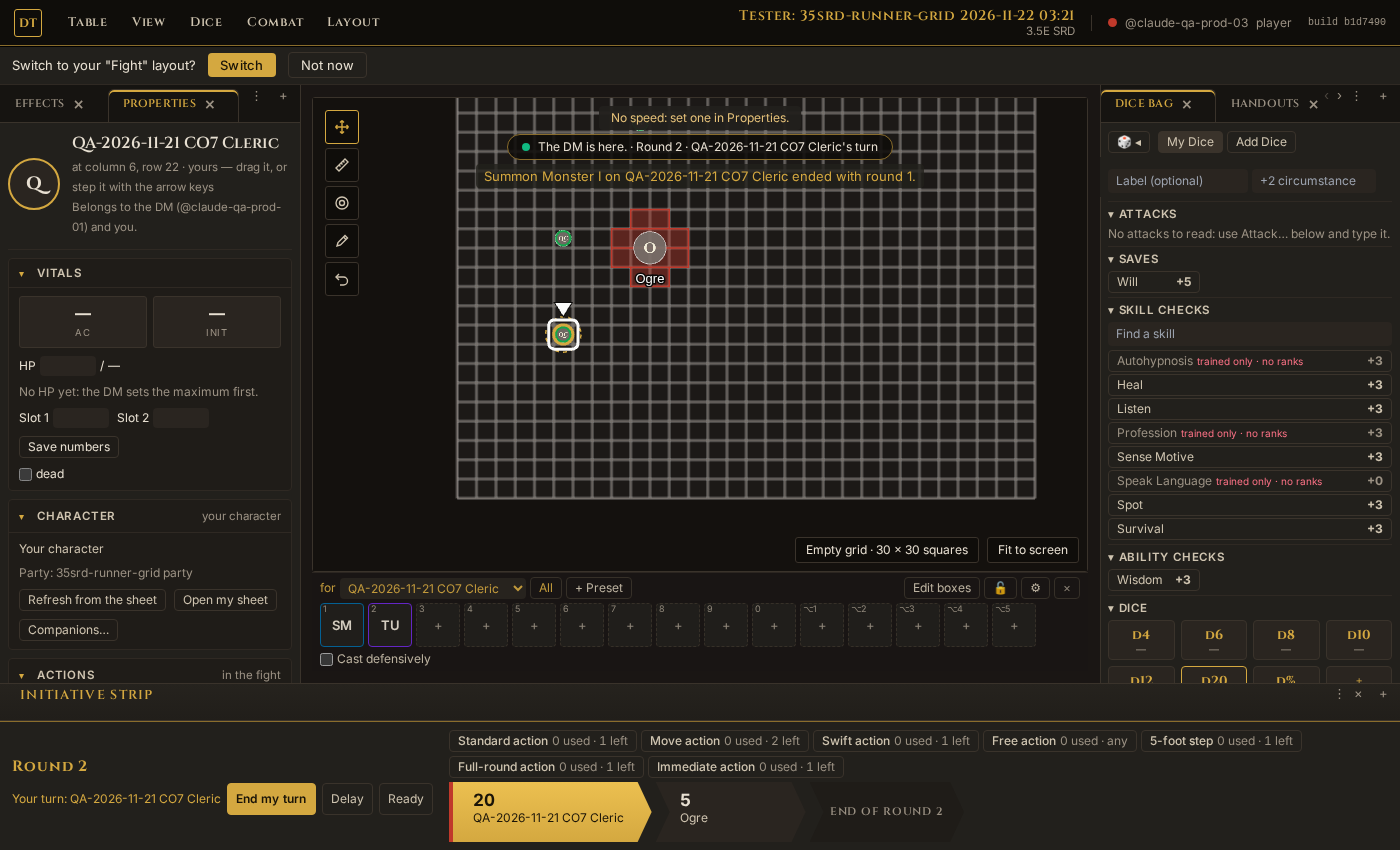 DT TABLE VIEW DICE COMBAT LAYOUT
TESTER: 35SRD-RUNNER-GRID 2026-11-22 03:21
3.5E SRD
@claude-qa-prod-03 player build b1d7490
Switch to your "Fight" layout? Switch Not now
EFFECTS × PROPERTIES × ⋮ +
Q
QA-2026-11-21 CO7 CLERIC
at column 6, row 22 · yours — drag it, or
step it with the arrow keys
Belongs to the DM (@claude-qa-prod-
01) and you.
▾ VITALS
— —
AC INIT
HP / —
No HP yet: the DM sets the maximum first.
Slot 1 Slot 2
Save numbers
dead
▾ CHARACTER your character
Your character
Party: 35srd-runner-grid party
Refresh from the sheet Open my sheet
Companions...
▾ ACTIONS in the fight
No speed: set one in Properties.
The DM is here. · Round 2 · QA-2026-11-21 CO7 Cleric's turn
Summon Monster I on QA-2026-11-21 CO7 Cleric ended with round 1.
O
Ogre
Empty grid · 30 × 30 squares Fit to screen
for QA-2026-11-21 CO7 Cleric All + Preset Edit boxes ×
1 2 3 4 5 6 7 8 9 0 ⌥1 ⌥2 ⌥3 ⌥4 ⌥5
SM TU + + + + + + + + + + + + +
Cast defensively
DICE BAG × HANDOUTS × ‹ › ⋮ +
◂ My Dice Add Dice
Label (optional) +2 circumstance
▾ ATTACKS
No attacks to read: use Attack... below and type it.
▾ SAVES
Will +5
▾ SKILL CHECKS
Find a skill
Autohypnosis trained only · no ranks +3
Heal +3
Listen +3
Profession trained only · no ranks +3
Sense Motive +3
Speak Language trained only · no ranks +0
Spot +3
Survival +3
▾ ABILITY CHECKS
Wisdom +3
▾ DICE
D4 D6 D8 D10
— — — —
D12 D20 D% +
INITIATIVE STRIP ⋮ × +
ROUND 2
Your turn: QA-2026-11-21 CO7 Cleric End my turn Delay Ready
Standard action 0 used · 1 left Move action 0 used · 2 left Swift action 0 used · 1 left Free action 0 used · any 5-foot step 0 used · 1 left
Full-round action 0 used · 1 left Immediate action 0 used · 1 left
20
QA-2026-11-21 CO7 Cleric
5
Ogre
END OF ROUND 2